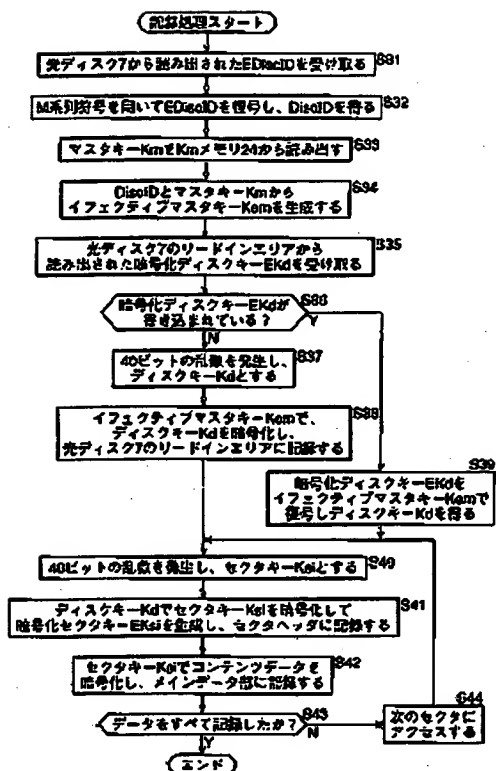 記録処理スタート
光ディスク7から読み出されたEDiscIDを受け取る
S31
M系列符号を用いてEDiscIDを復号し、DiscIDを得る
S32
マスタキーKmをKmメモリ24から読み出す
S33
DiscIDとマスタキーKmから
イフェクティブマスタキーKemを生成する
S34
光ディスク7のリードインエリアから
読み出された暗号化ディスクキーEKdを受け取る
S35
暗号化ディスクキーEKdが
書き込まれている?
S36
Y
N
40ビットの乱数を発生し、
ディスクキーKdとする
S37
イフェクティブマスタキーKemで、
ディスクキーKdを暗号化し、
光ディスク7のリードインエリアに記録する
S38
S39
暗号化ディスクキーEKdを
イフェクティブマスタキーKemで
復号しディスクキーKdを得る
40ビットの乱数を発生し、セクタキーKsiとする
S40
ディスクキーKdでセクタキーKsiを暗号化して
暗号化セクタキーEKsiを生成し、セクタヘッダに記録する
S41
セクタキーKsiでコンテンツデータを
暗号化し、メインデータ部に記録する
S42
データをすべて記録したか?
S43
N
S44
次のセクタに
アクセスする
Y
エンド